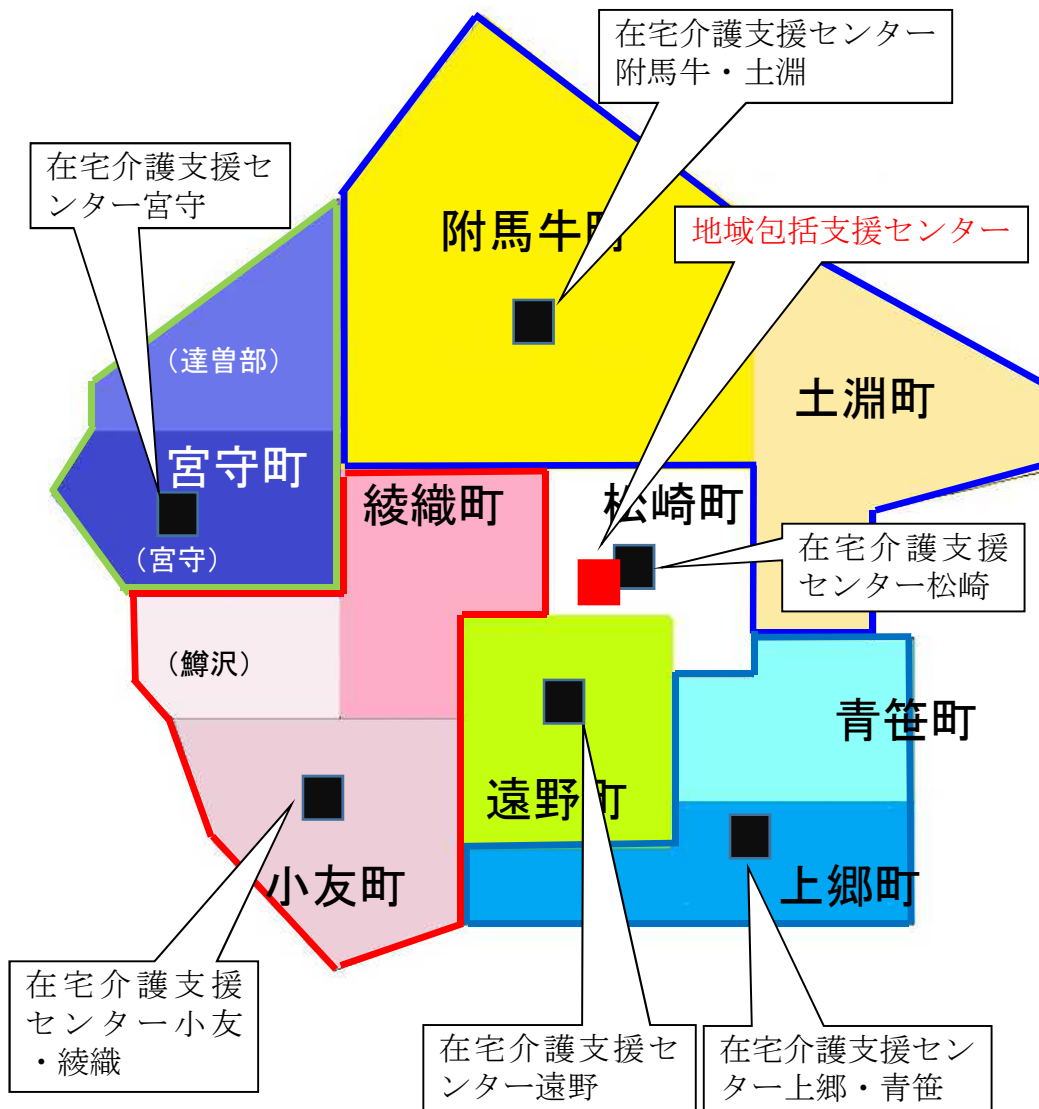 在宅介護支援センター
附馬牛・土淵
在宅介護支援セ
ンター宮守
附馬牛町
地域包括支援センター
(達曽部)
土淵町
宮守町
綾織町
松崎町
(宮守)
在宅介護支援
センター松崎
(鱒沢)
青笹町
遠野町
小友町
上郷町
在宅介護支援
センター小友
・綾織
在宅介護支援セ
ンター遠野
在宅介護支援セン
ター上郷・青笹